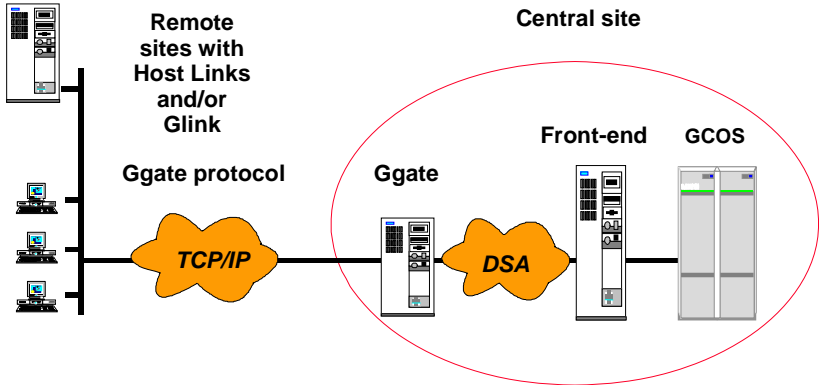 Remote
sites with
Host Links
and/or
Glink
Central site
Ggate protocol
Ggate
Front-end
GCOS
TCP/IP
DSA